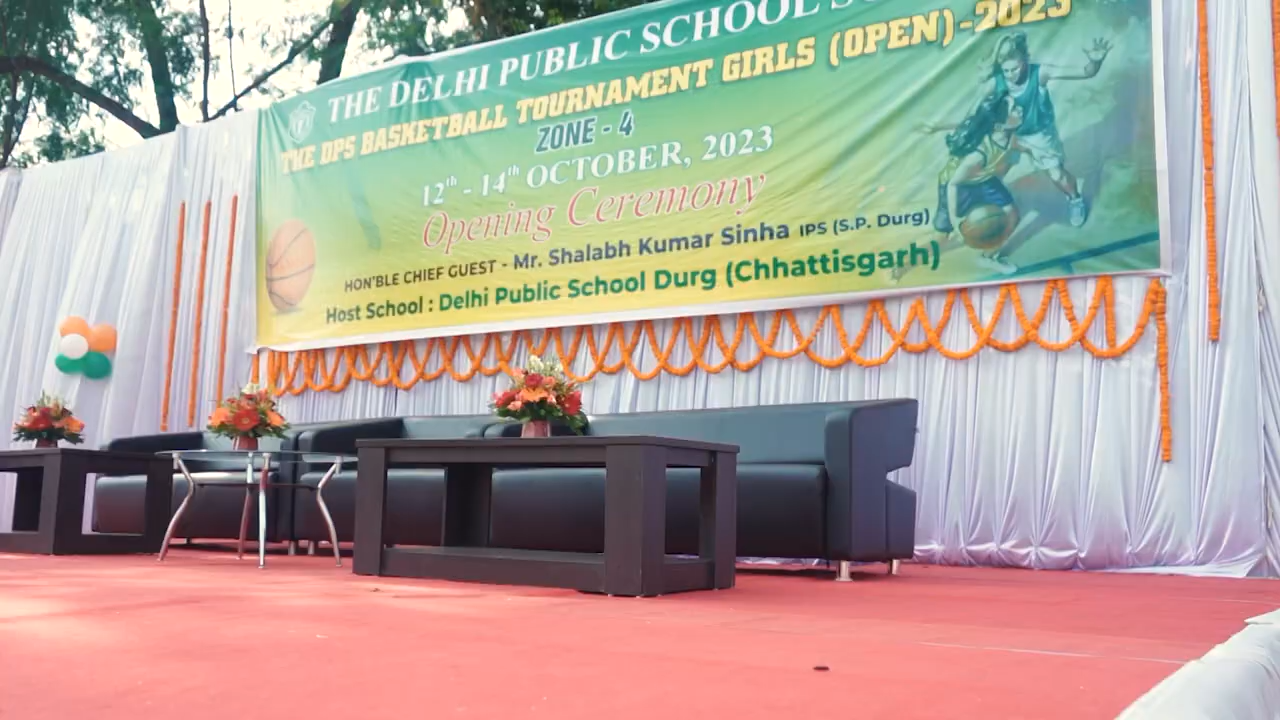 THE DELHI PUBLIC SCHOOL
THE DPS BASKETBALL TOURNAMENT GIRLS (OPEN)-2023
ZONE - 4
12th - 14th OCTOBER, 2023
Opening Ceremony
HON'BLE CHIEF GUEST - Mr. Shalabh Kumar Sinha IPS (S.P. Durg)
Host School : Delhi Public School Durg (Chhattisgarh)